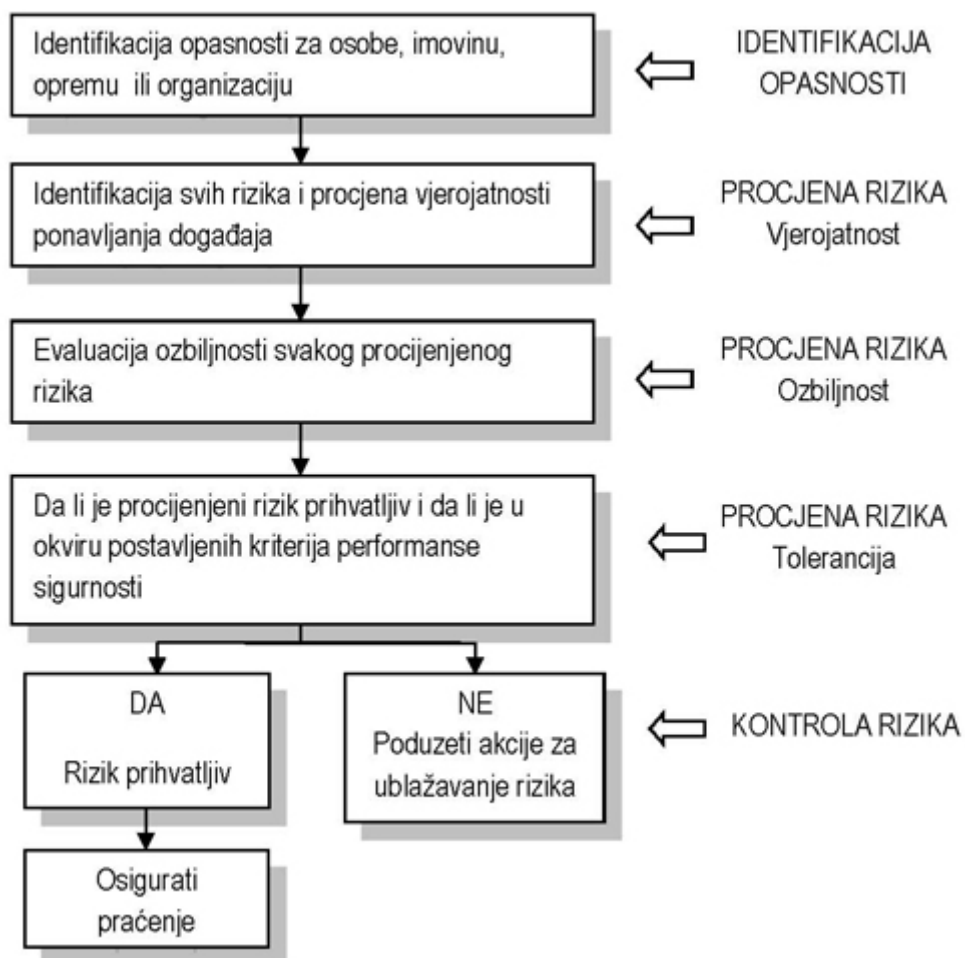 Identifikacija opasnosti za osobe, imovinu,
opremu ili organizaciju
IDENTIFIKACIJA
OPASNOSTI
Identifikacija svih rizika i procjena vjerojatnosti
ponavljanja događaja
PROCJENA RIZIKA
Vjerojatnost
Evaluacija ozbiljnosti svakog procijenjenog
rizika
PROCJENA RIZIKA
Ozbiljnost
Da li je procijenjeni rizik prihvatljiv i da li je u
okviru postavljenih kriterija performanse
sigurnosti
PROCJENA RIZIKA
Tolerancija
DA
Rizik prihvatljiv
NE
Poduzeti akcije za
ublažavanje rizika
KONTROLA RIZIKA
Osigurati
praćenje